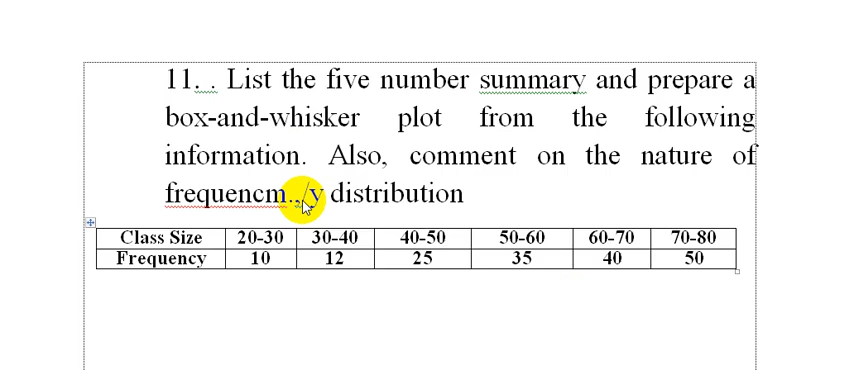 11. . List the five number summary and prepare a
box-and-whisker plot from the following
information. Also, comment on the nature of
frequencm.,./y distribution
Class Size 20-30 30-40 40-50 50-60 60-70 70-80
Frequency 10 12 25 35 40 50